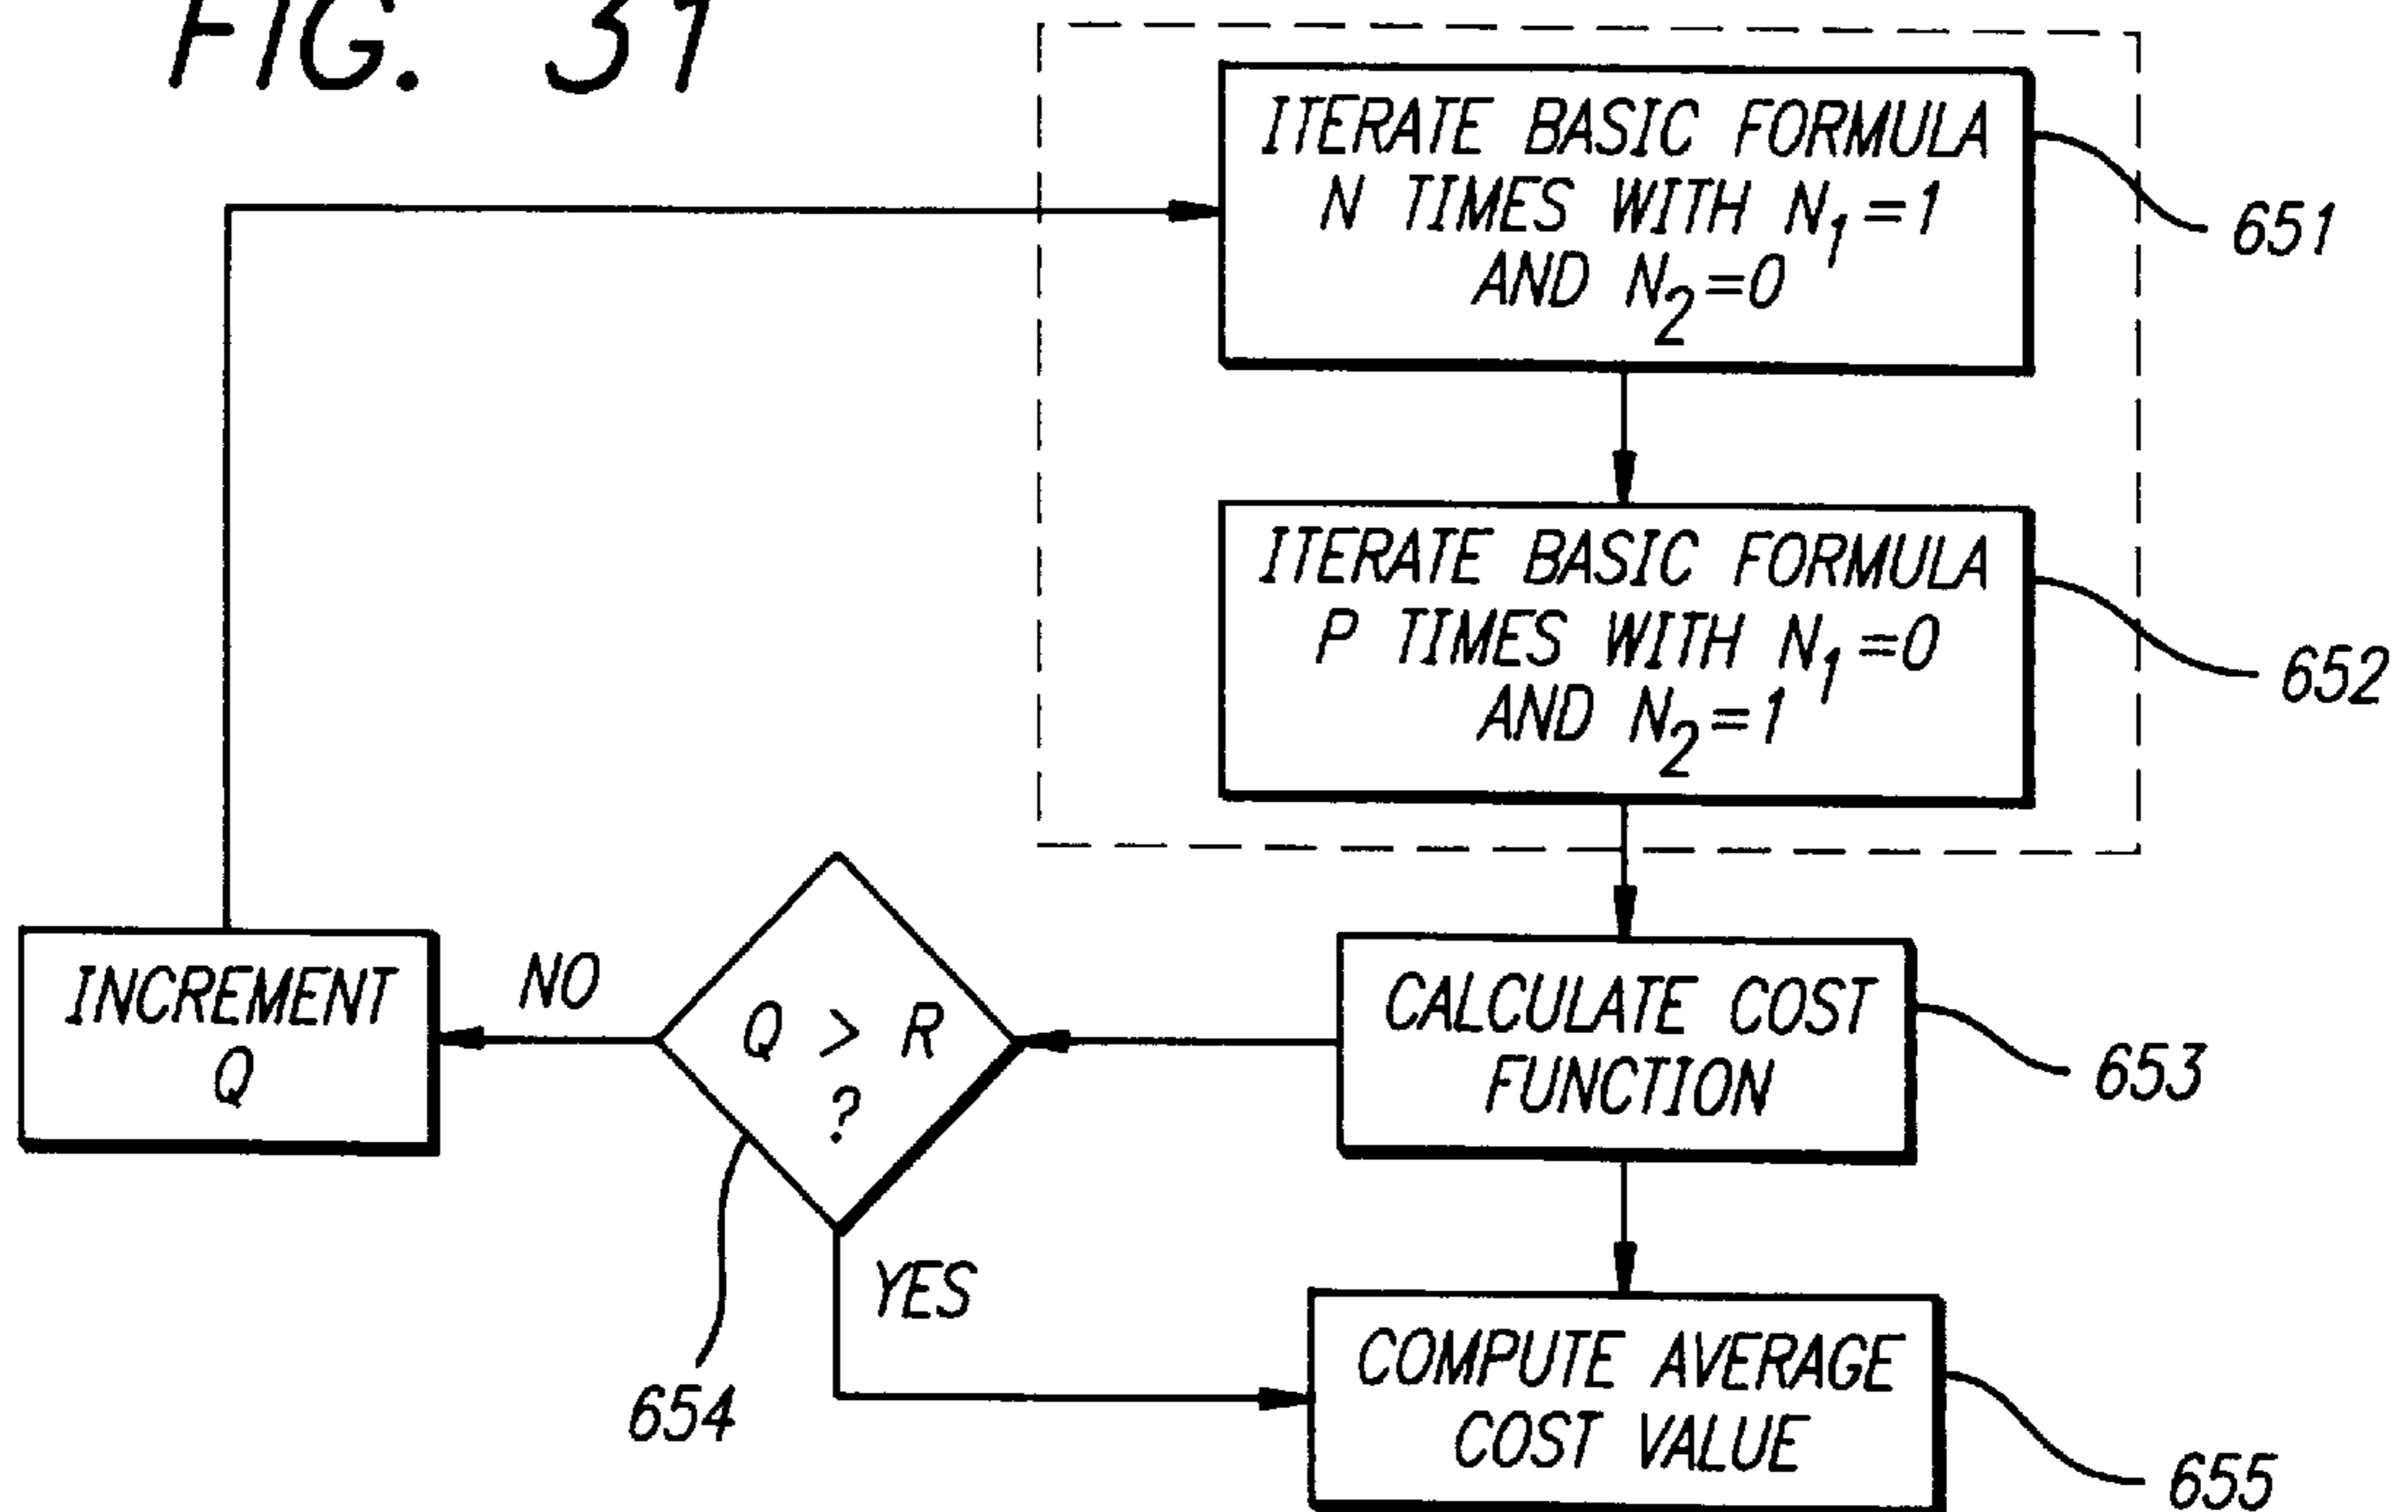 FIG. 31
ITERATE BASIC FORMULA
N TIMES WITH N₁=1
AND N₂=0
651
ITERATE BASIC FORMULA
P TIMES WITH N₁=0
AND N₂=1
652
CALCULATE COST
FUNCTION
653
Q > R
?
654
NO
INCREMENT
Q
YES
COMPUTE AVERAGE
COST VALUE
655